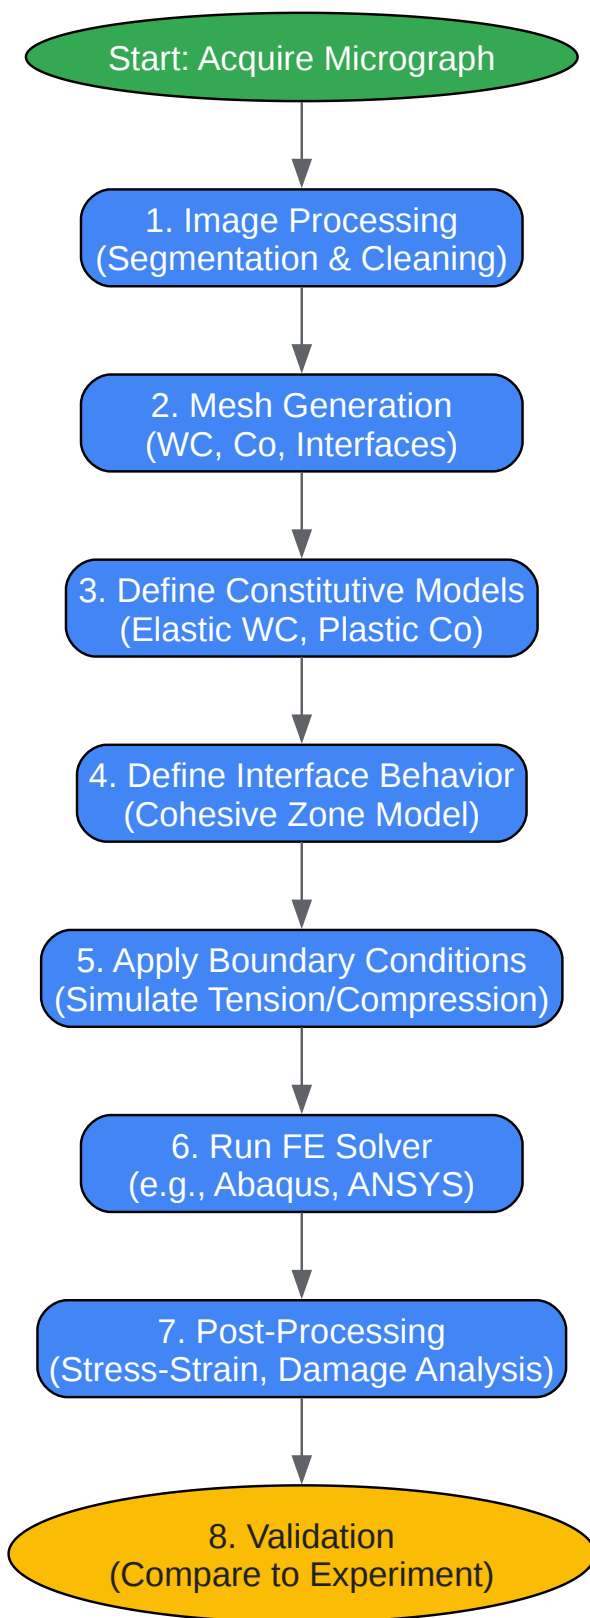 Start: Acquire Micrograph
1. Image Processing
(Segmentation & Cleaning)
2. Mesh Generation
(WC, Co, Interfaces)
3. Define Constitutive Models
(Elastic WC, Plastic Co)
4. Define Interface Behavior
(Cohesive Zone Model)
5. Apply Boundary Conditions
(Simulate Tension/Compression)
6. Run FE Solver
(e.g., Abaqus, ANSYS)
7. Post-Processing
(Stress-Strain, Damage Analysis)
8. Validation
(Compare to Experiment)